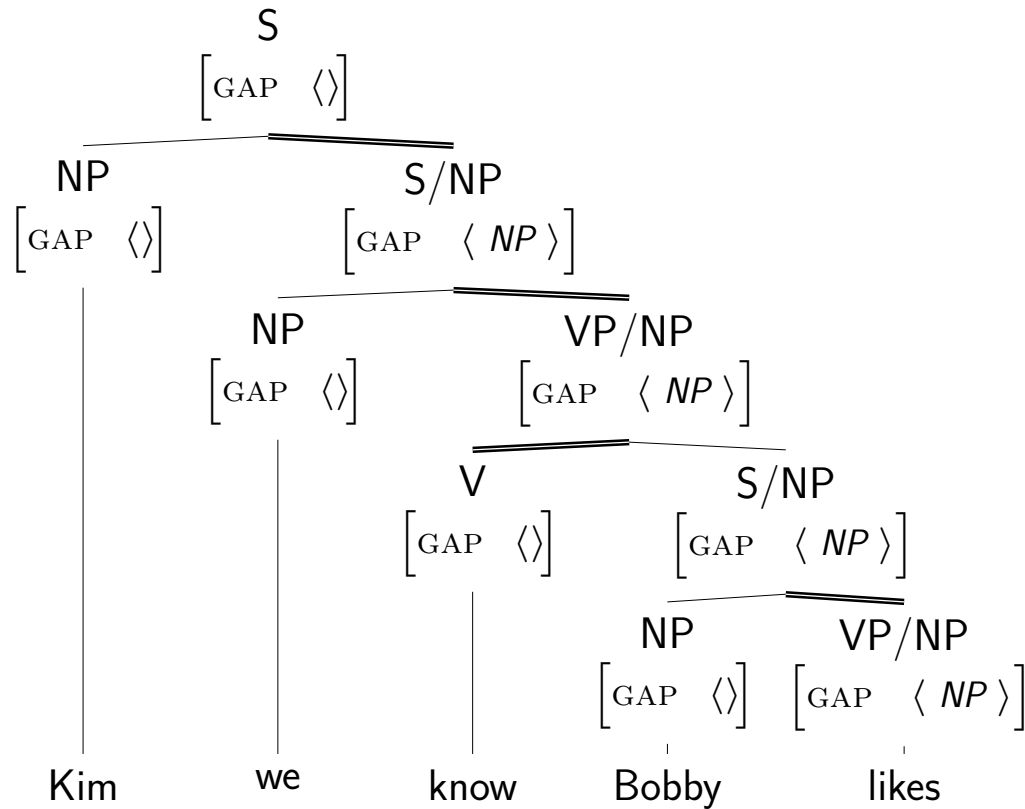 S
[GAP ⟨⟩]
NP S/NP
[GAP ⟨⟩] [GAP ⟨ NP ⟩]
NP VP/NP
[GAP ⟨⟩] [GAP ⟨ NP ⟩]
V S/NP
[GAP ⟨⟩] [GAP ⟨ NP ⟩]
NP VP/NP
[GAP ⟨⟩] [GAP ⟨ NP ⟩]
Kim we know Bobby likes